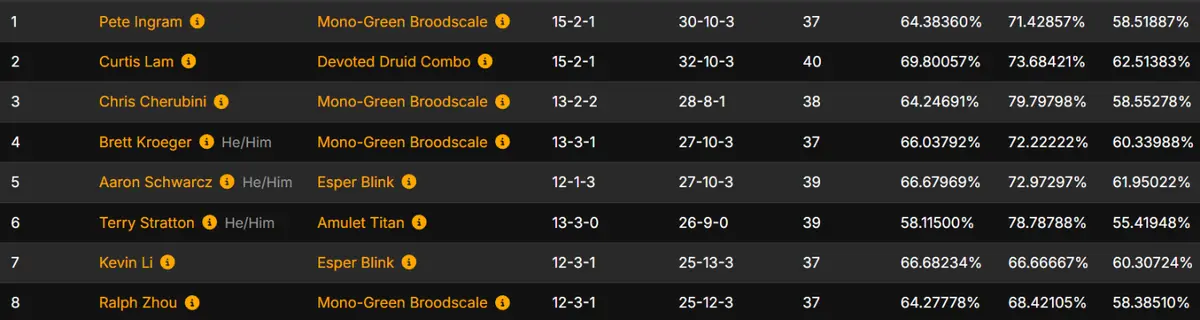 1 Pete Ingram Mono-Green Broodscale 15-2-1 30-10-3 37 64.38360% 71.42857% 58.51887%
2 Curtis Lam Devoted Druid Combo 15-2-1 32-10-3 40 69.80057% 73.68421% 62.51383%
3 Chris Cherubini Mono-Green Broodscale 13-2-2 28-8-1 38 64.24691% 79.79798% 58.55278%
4 Brett Kroeger He/Him Mono-Green Broodscale 13-3-1 27-10-3 37 66.03792% 72.22222% 60.33988%
5 Aaron Schwarcz He/Him Esper Blink 12-1-3 27-10-3 39 66.67969% 72.97297% 61.95022%
6 Terry Stratton He/Him Amulet Titan 13-3-0 26-9-0 39 58.11500% 78.78788% 55.41948%
7 Kevin Li Esper Blink 12-3-1 25-13-3 37 66.68234% 66.66667% 60.30724%
8 Ralph Zhou Mono-Green Broodscale 12-3-1 25-12-3 37 64.27778% 68.42105% 58.38510%